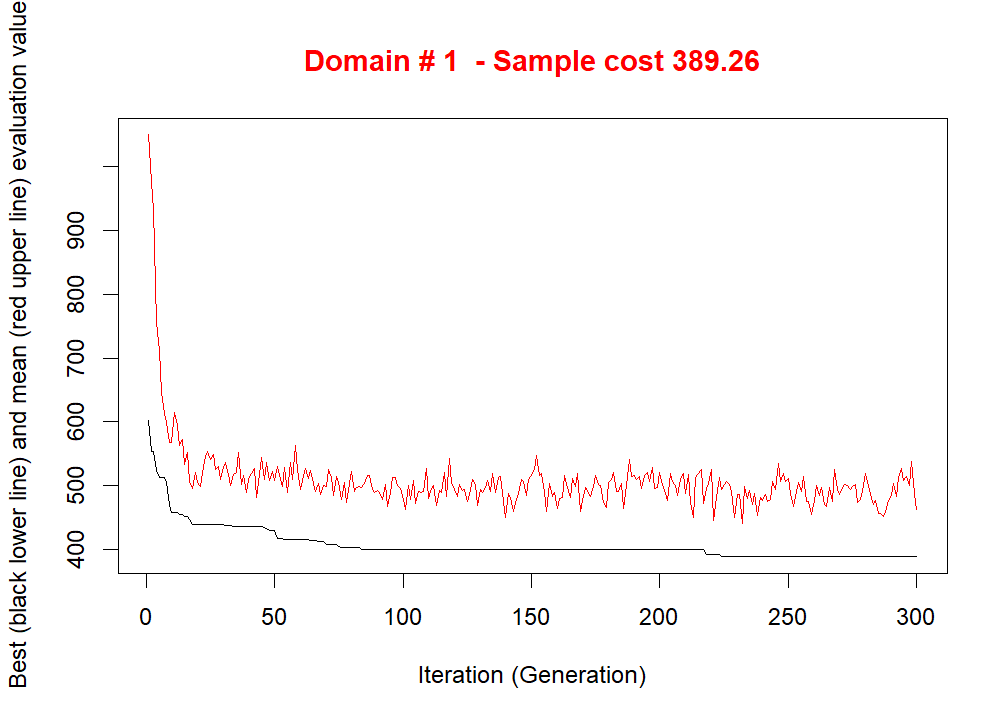 Domain # 1  - Sample cost 389.26
Best (black lower line) and mean (red upper line) evaluation value
900
800
700
600
500
400
0 50 100 150 200 250 300
Iteration (Generation)